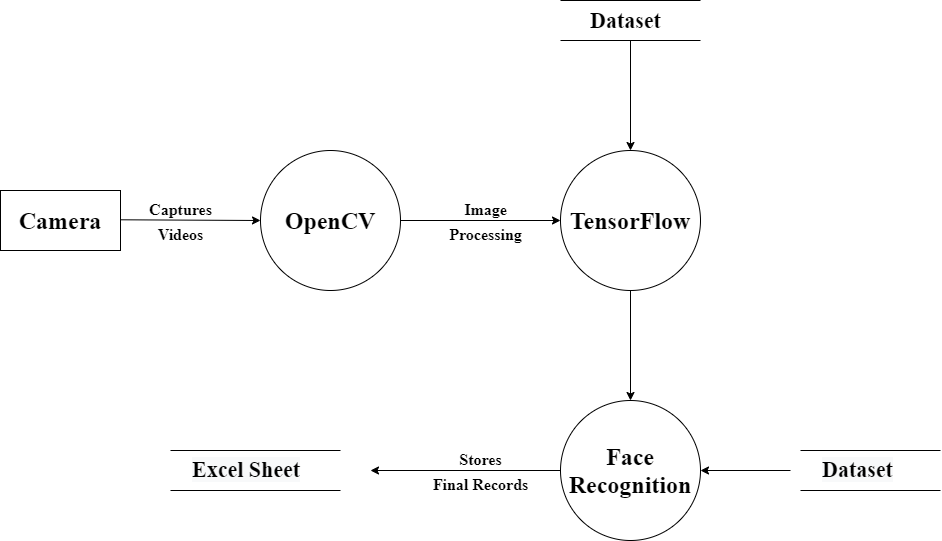 Dataset
Camera
Captures
Videos
OpenCV
Image
Processing
TensorFlow
Excel Sheet
Stores
Final Records
Face
Recognition
Dataset